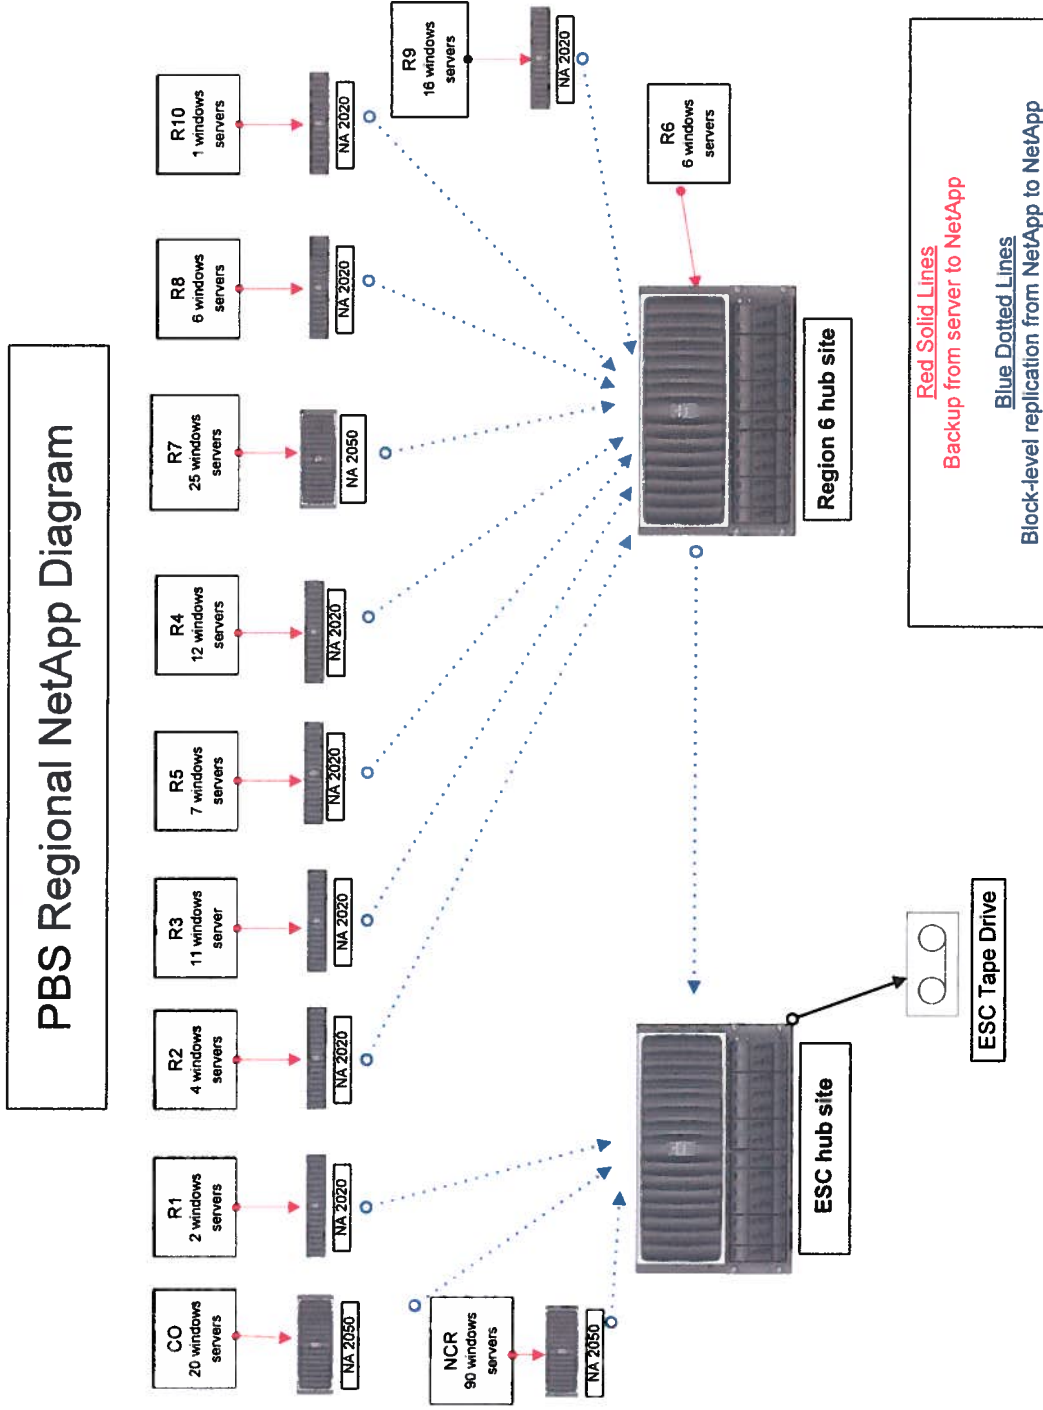 PBS Regional NetApp Diagram
CO
20 windows
servers
NA 2050
R1
2 windows
servers
NA 2020
R2
4 windows
servers
NA 2020
R3
11 windows
server
NA 2020
R5
7 windows
servers
NA 2020
R4
12 windows
servers
NA 2020
R7
25 windows
servers
NA 2050
R8
6 windows
servers
NA 2020
R10
1 windows
servers
NA 2020
NCR
90 windows
servers
NA 2050
R9
16 windows
servers
NA 2020
R6
6 windows
servers
ESC hub site
Region 6 hub site
ESC Tape Drive
Red Solid Lines
Backup from server to NetApp
Blue Dotted Lines
Block-level replication from NetApp to NetApp